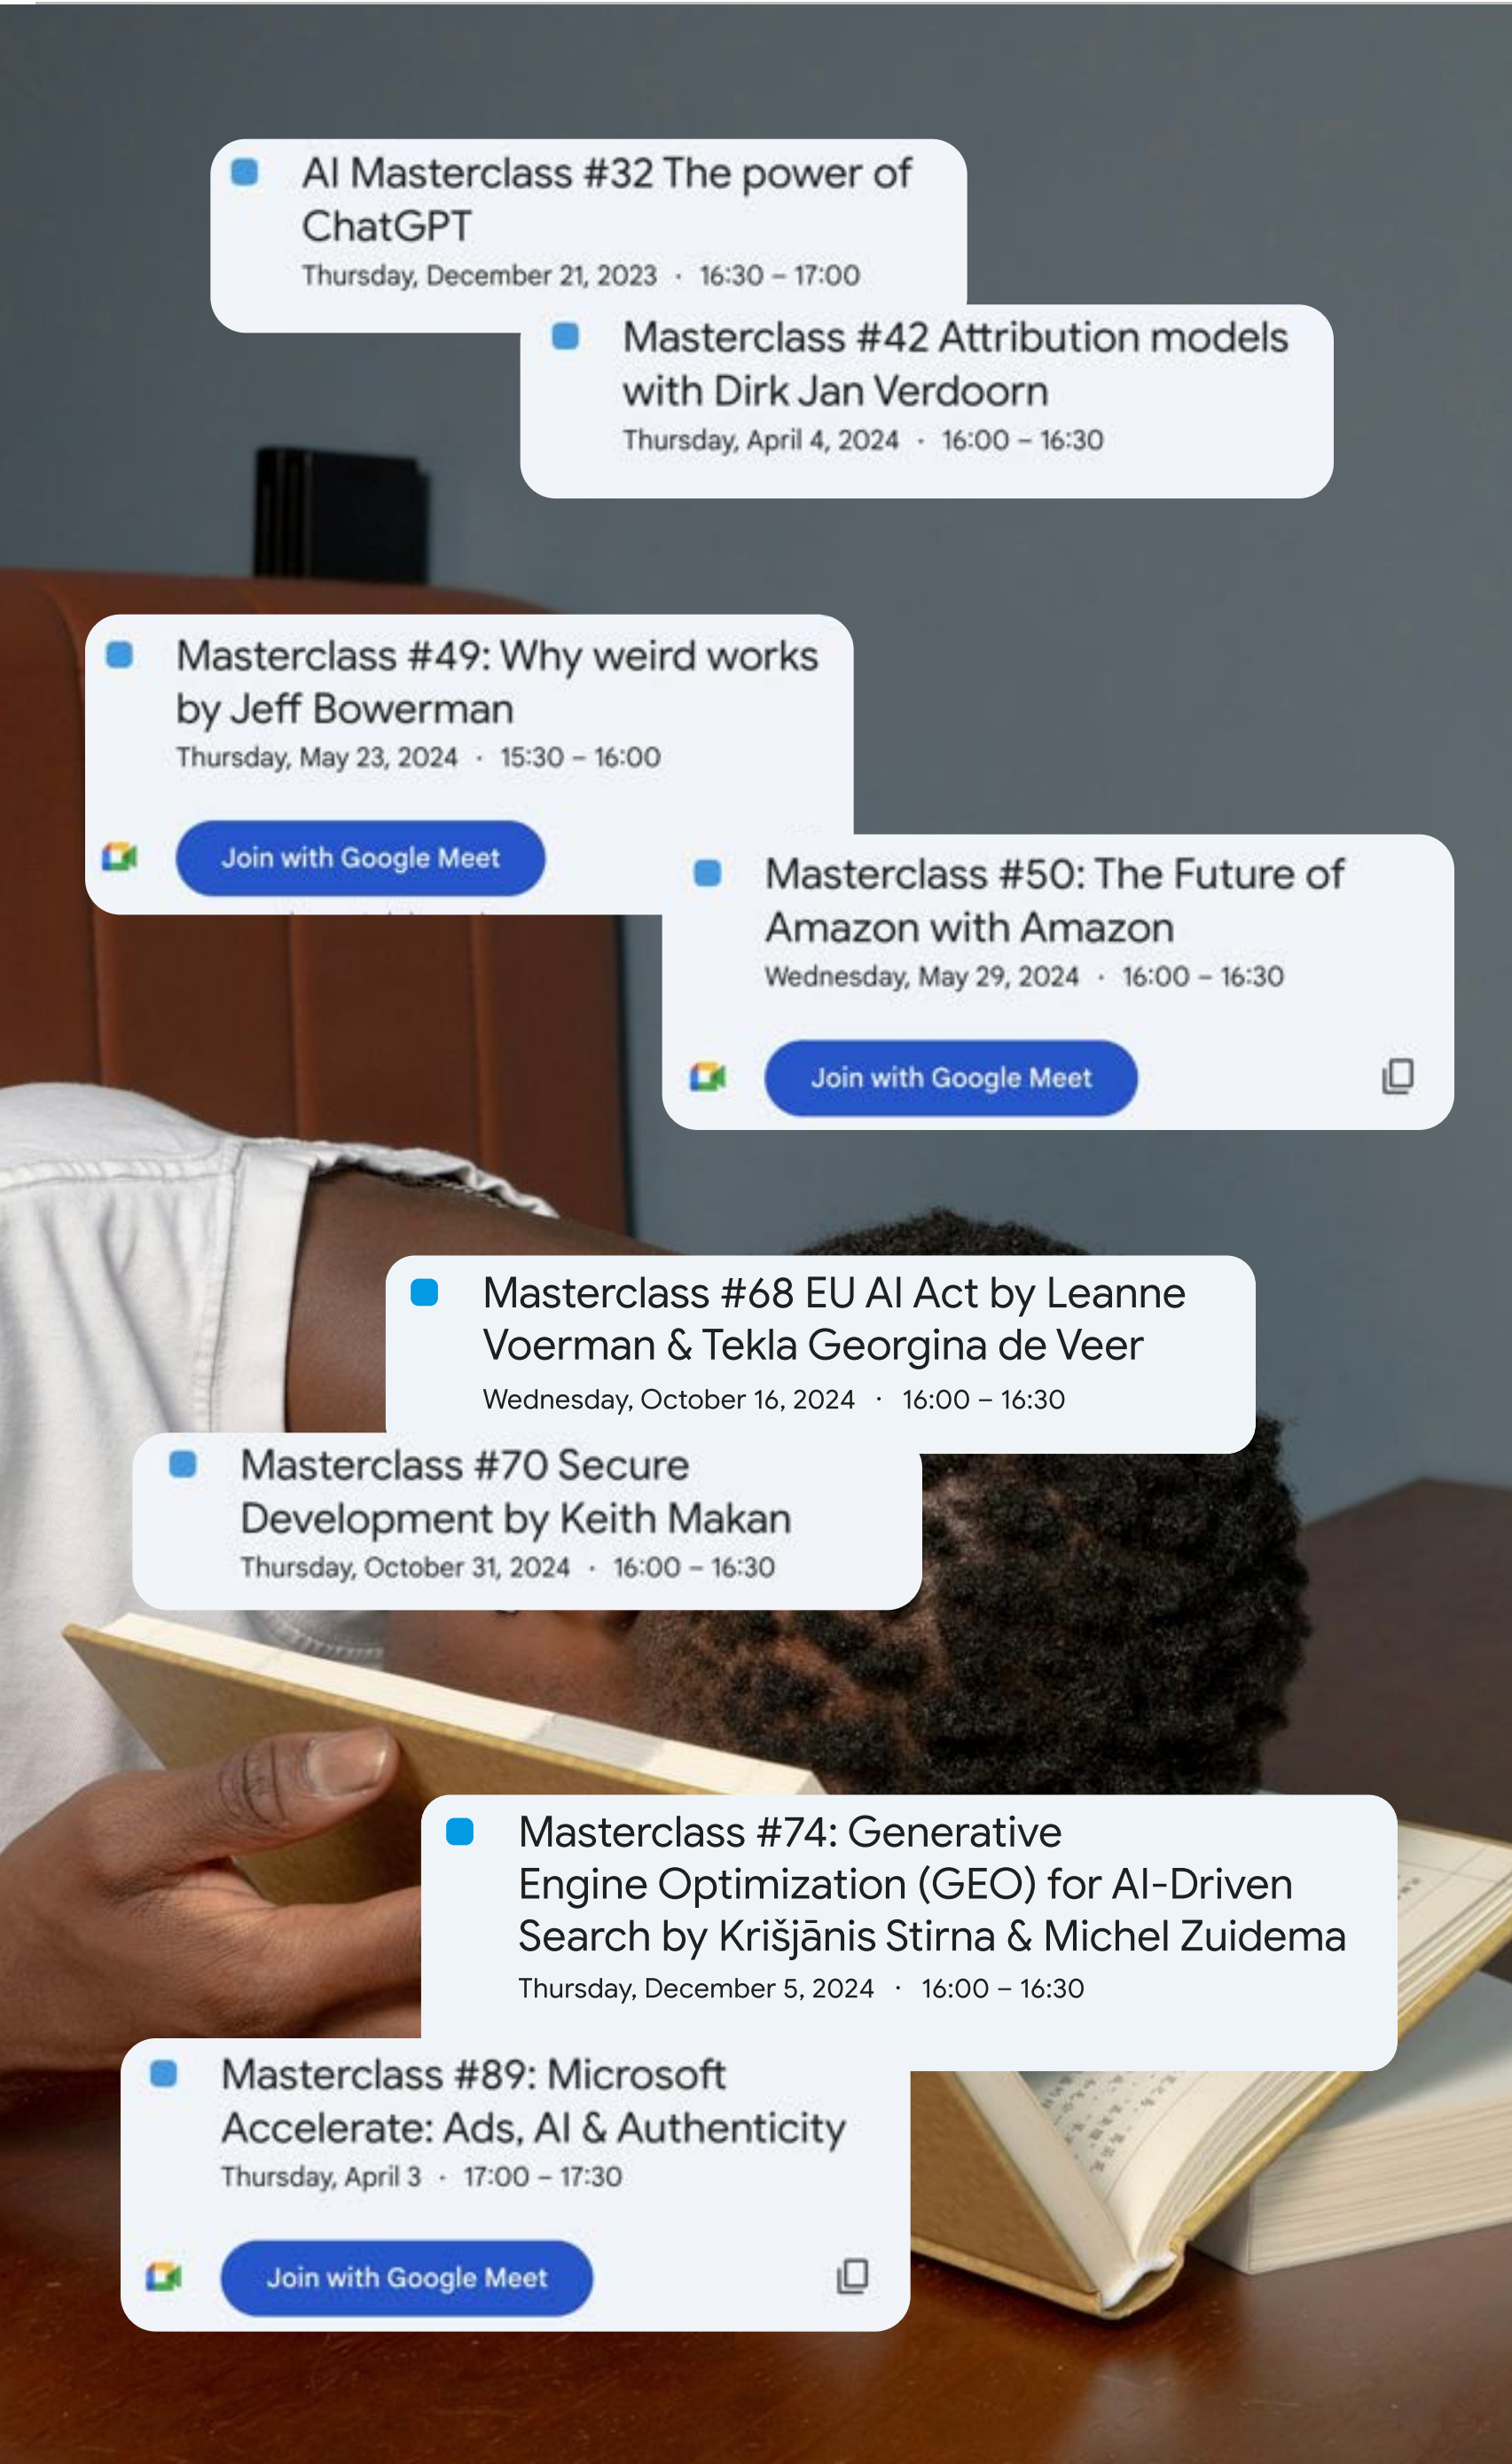 AI Masterclass #32 The power of
ChatGPT
Thursday, December 21, 2023 · 16:30 – 17:00
Masterclass #42 Attribution models
with Dirk Jan Verdoorn
Thursday, April 4, 2024 · 16:00 – 16:30
Masterclass #49: Why weird works
by Jeff Bowerman
Thursday, May 23, 2024 · 15:30 – 16:00
Join with Google Meet
Masterclass #50: The Future of
Amazon with Amazon
Wednesday, May 29, 2024 · 16:00 – 16:30
Join with Google Meet
Masterclass #68 EU AI Act by Leanne
Voerman & Tekla Georgina de Veer
Wednesday, October 16, 2024 · 16:00 – 16:30
Masterclass #70 Secure
Development by Keith Makan
Thursday, October 31, 2024 · 16:00 – 16:30
Masterclass #74: Generative
Engine Optimization (GEO) for AI-Driven
Search by Krišjānis Stirna & Michel Zuidema
Thursday, December 5, 2024 · 16:00 – 16:30
Masterclass #89: Microsoft
Accelerate: Ads, AI & Authenticity
Thursday, April 3 · 17:00 – 17:30
Join with Google Meet